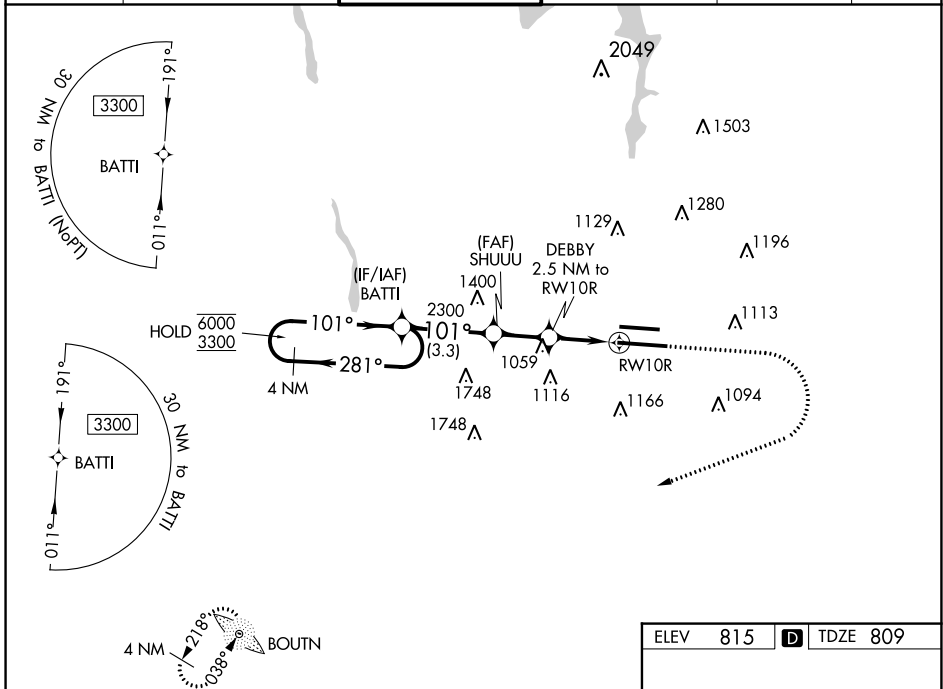 30 NM to BATTI (NoPT)
191°
3300
BATTI
011°
2049
1503
1280
1129
1196
1113
(FAF)
SHUUU
1400
DEBBY
2.5 NM to
RW10R
(IF/IAF)
BATTI
2300
101°
(3.3)
HOLD 6000
3300
101°
281°
4 NM
1059
1748
1116
RW10R
1166
1094
1748
191°
3300
BATTI
011°
30 NM to BATTI
4 NM
218°
038°
BOUTN
ELEV 815 D TDZE 809